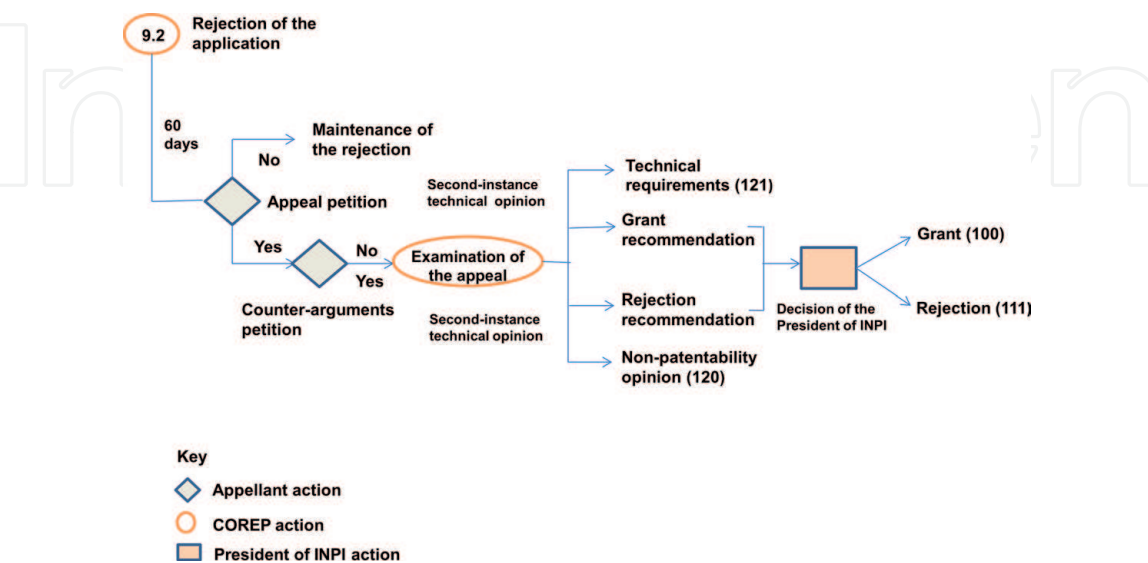 9.2
Rejection of the
application
60
days
No
Maintenance of
the rejection
Appeal petition
Yes
Counter-arguments
petition
No
Yes
Second-instance
technical opinion
Examination of
the appeal
Second-instance
technical opinion
Technical
requirements (121)
Grant
recommendation
Rejection
recommendation
Non-patentability
opinion (120)
Decision of the
President of INPI
Grant (100)
Rejection (111)
Key
Appellant action
COREP action
President of INPI action